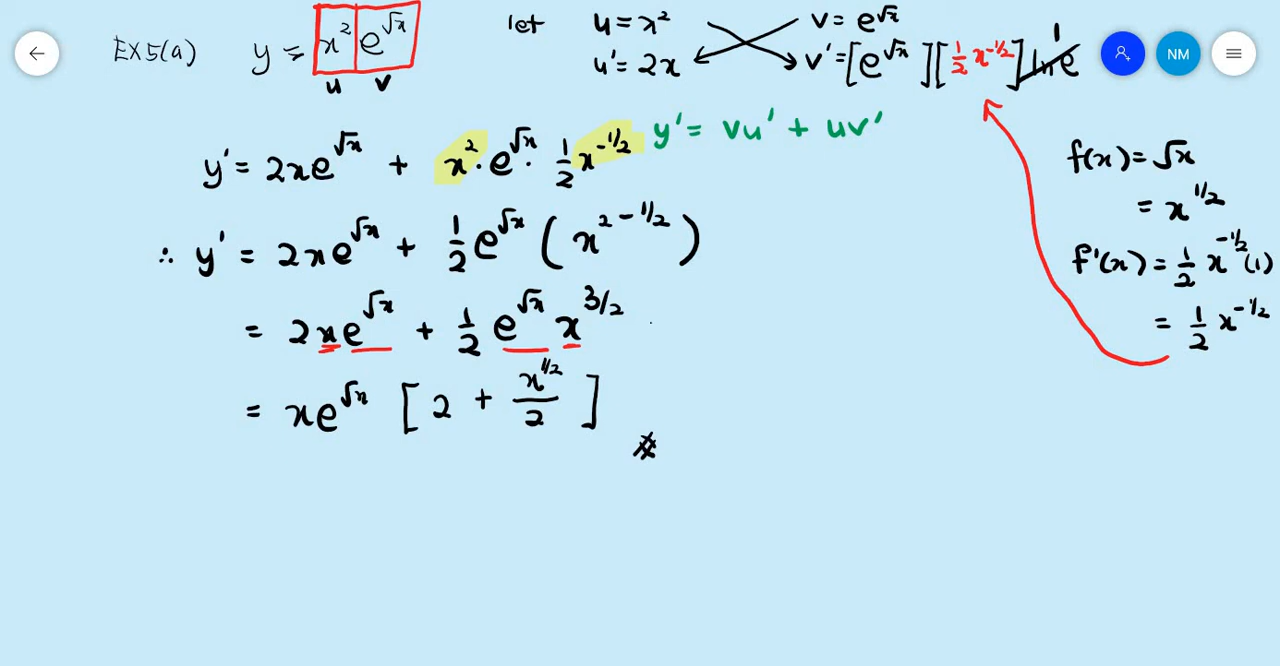 EX5(a) y = x² e^√x
u v
let u = x² v = e^√x
u' = 2x v' = [e^√x][½ x^-1/2] ln e 1
NM
y' = vu' + uv'
y' = 2xe^√x + x² · e^√x · ½ x^-1/2
∴ y' = 2xe^√x + ½ e^√x (x^2-1/2)
= 2xe^√x + ½ e^√x x^3/2
= xe^√x [2 + x^1/2 / 2]
f(x) = √x
= x^1/2
f'(x) = ½ x^-1/2 (1)
= ½ x^-1/2